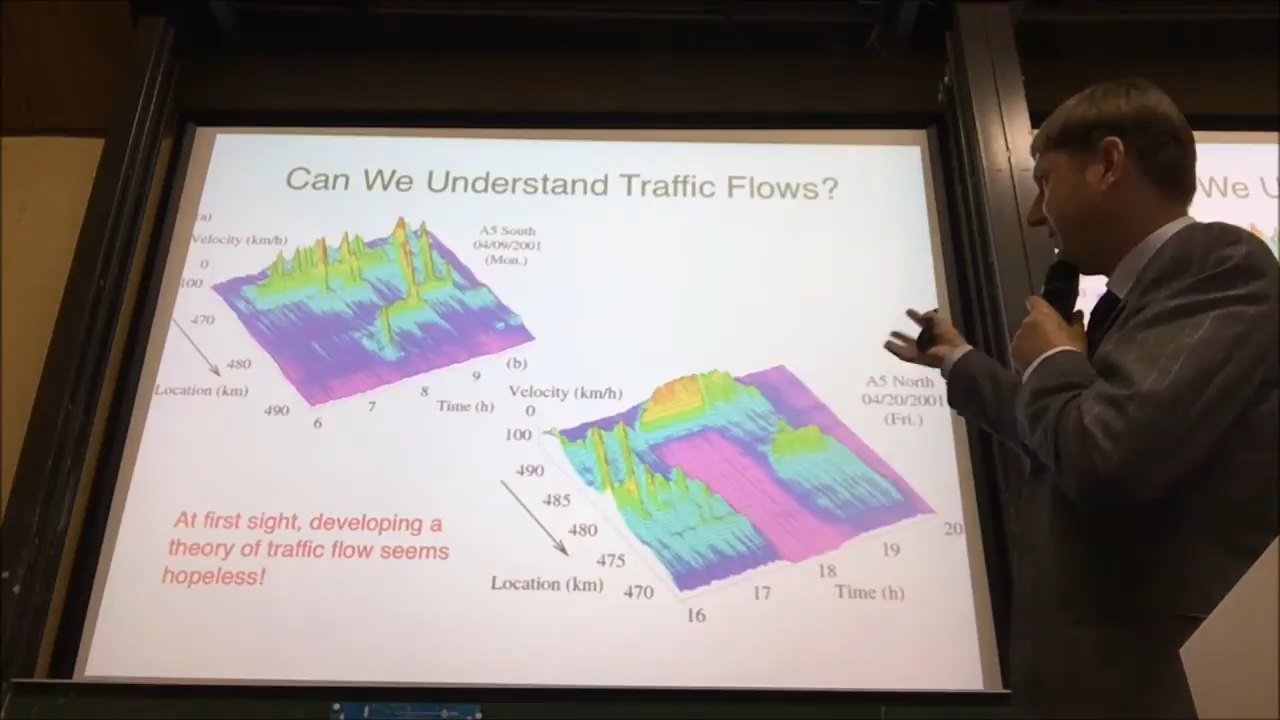 Can We Understand Traffic Flows?
(a)
Velocity (km/h)
0
100
470
480
Location (km)
490
6
7
8
9
Time (h)
A5 South
04/09/2001
(Mon.)
(b)
Velocity (km/h)
0
100
490
485
480
475
Location (km)
470
16
17
18
19
20
Time (h)
A5 North
04/20/2001
(Fri.)
At first sight, developing a
theory of traffic flow seems
hopeless!
We U